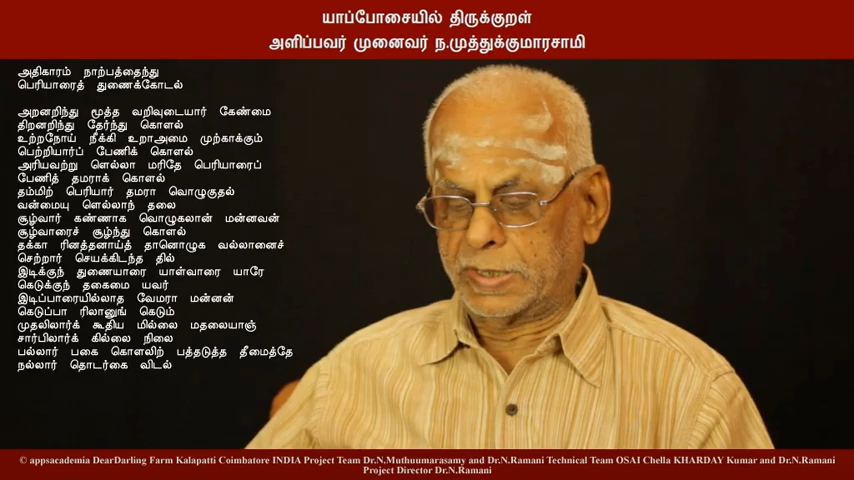 யாப்போசையில் திருக்குறள்
அளிப்பவர் முனைவர் ந.முத்துக்குமாரசாமி
அதிகாரம் நாற்பத்தைந்து
பெரியாரைத் துணைக்கோடல்
அறனறிந்து மூத்த வறிவுடையார் கேண்மை
திறனறிந்து தேர்ந்து கொளல்
உற்றநோய் நீக்கி உறாஅமை முற்காக்கும்
பெற்றியார்ப் பேணிக் கொளல்
அரியவற்று ளெல்லா மரிதே பெரியாரைப்
பேணித் தமராக் கொளல்
தம்மிற் பெரியார் தமரா வொழுகுதல்
வன்மையு ளெல்லாந் தலை
சூழ்வார் கண்ணாக வொழுகலான் மன்னவன்
சூழ்வாரைச் சூழ்ந்து கொளல்
தக்கா ரினத்தனாய்த் தானொழுக வல்லானைச்
செற்றார் செயக்கிடந்த தில்
இடிக்குந் துணையாரை யாள்வாரை யாரே
கெடுக்குந் தகைமை யவர்
இடிப்பாரையில்லாத வேமரா மன்னன்
கெடுப்பா ரிலானுங் கெடும்
முதலிலார்க் கூதிய மில்லை மதலையாஞ்
சார்பிலார்க் கில்லை நிலை
பல்லார் பகை கொளலிற் பத்தடுத்த தீமைத்தே
நல்லார் தொடர்கை விடல்
© appsacademia DearDarling Farm Kalapatti Coimbatore INDIA Project Team Dr.N.Muthuumarasamy and Dr.N.Ramani Technical Team OSAI Chella KHARDAY Kumar and Dr.N.Ramani
Project Director Dr.N.Ramani